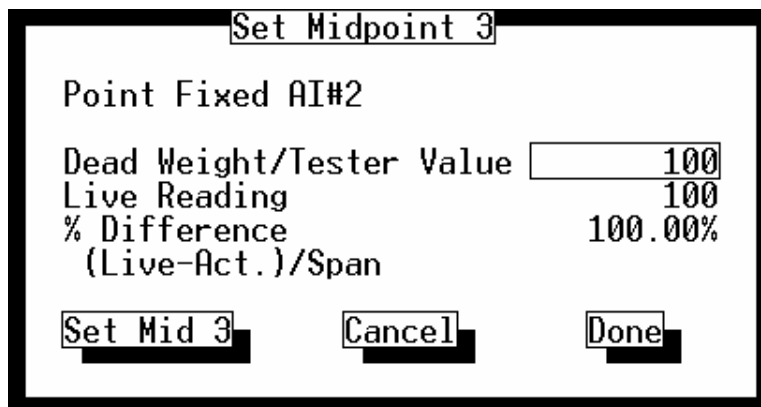 Set Midpoint 3
Point Fixed AI#2
Dead Weight/Tester Value 100
Live Reading 100
% Difference 100.00%
(Live-Act.)/Span
Set Mid 3 Cancel Done